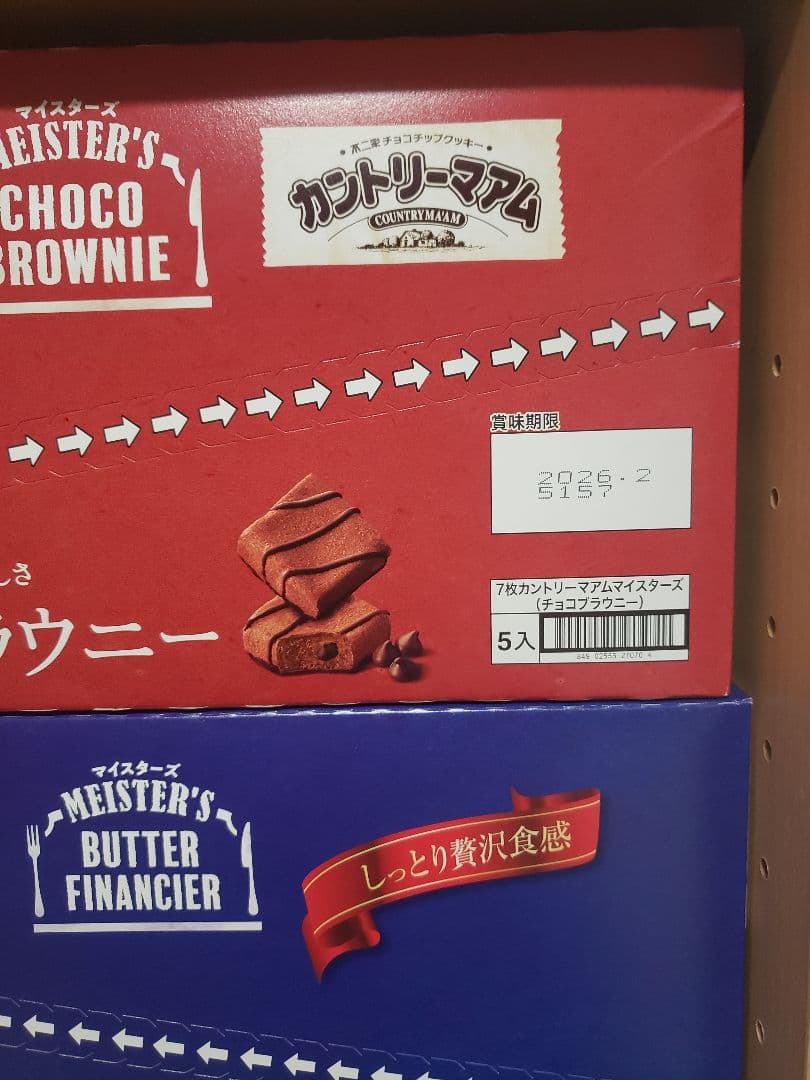 マイスターズ
MEISTER'S
CHOCO
BROWNIE
・不二家チョコチップクッキー・
カントリーマアム
COUNTRY MA'AM
賞味期限
2026.2
5157
しさ
ラウニー
7枚カントリーマアムマイスターズ
(チョコブラウニー)
5入
マイスターズ
MEISTER'S
BUTTER
FINANCIER
しっとり贅沢食感